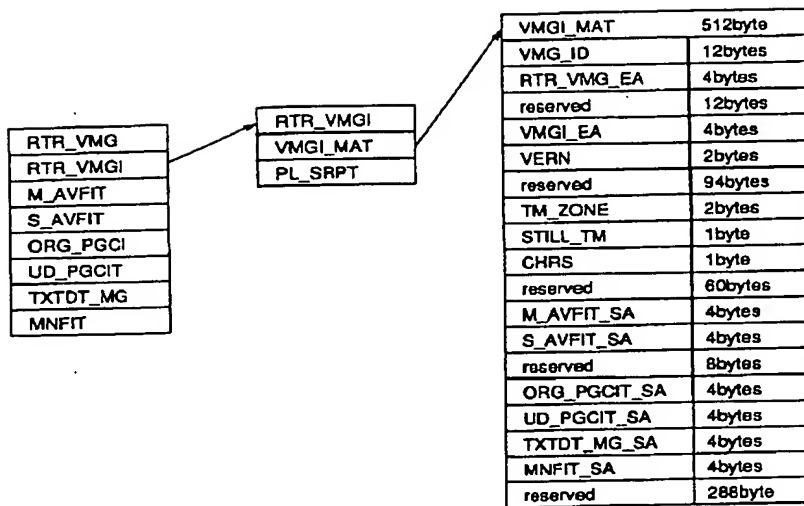 RTR_VMG
RTR_VMGI
M_AVFIT
S_AVFIT
ORG_PGCI
UD_PGCIT
TXTDT_MG
MNFIT
RTR_VMGI
VMGI_MAT
PL_SRPT
VMGI_MAT 512byte
VMG_ID 12bytes
RTR_VMG_EA 4bytes
reserved 12bytes
VMGI_EA 4bytes
VERN 2bytes
reserved 94bytes
TM_ZONE 2bytes
STILL_TM 1byte
CHRS 1byte
reserved 60bytes
M_AVFIT_SA 4bytes
S_AVFIT_SA 4bytes
reserved 8bytes
ORG_PGCIT_SA 4bytes
UD_PGCIT_SA 4bytes
TXTDT_MG_SA 4bytes
MNFIT_SA 4bytes
reserved 288byte